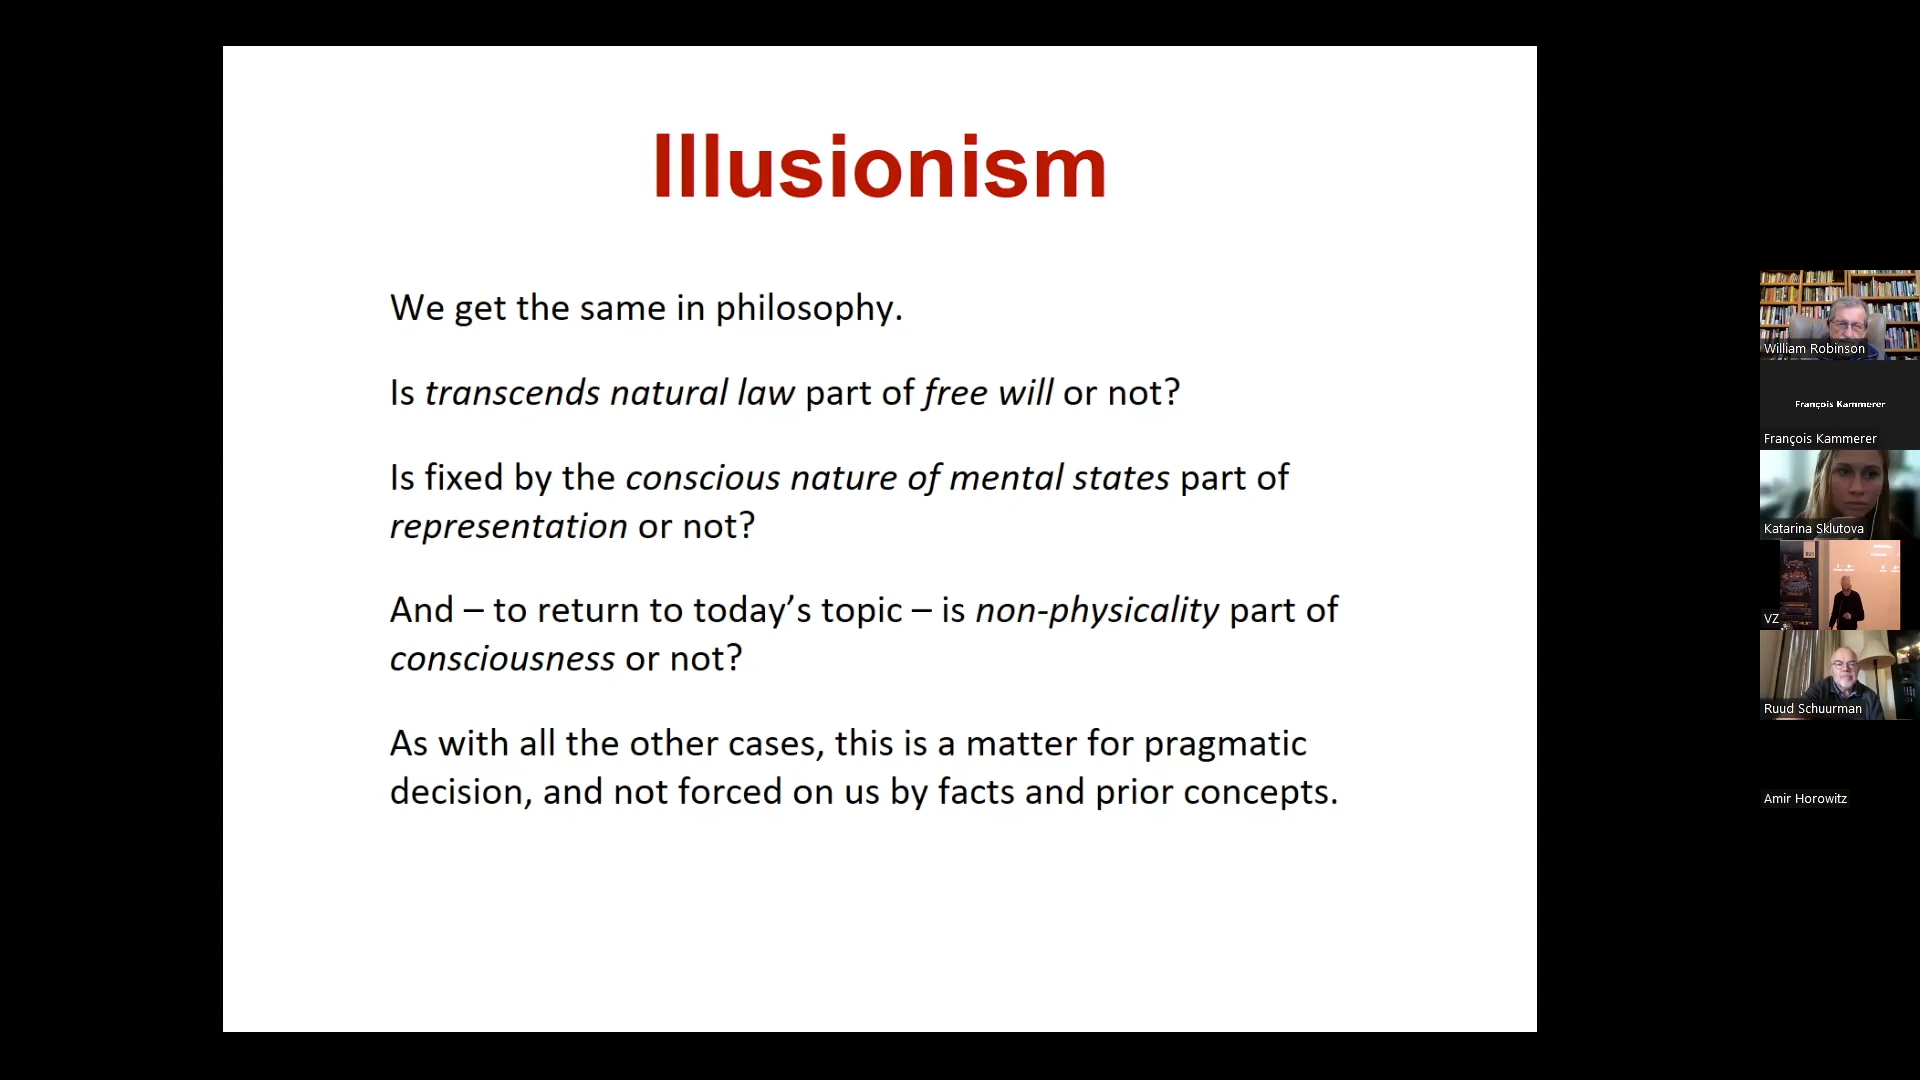 Illusionism
We get the same in philosophy.
Is transcends natural law part of free will or not?
Is fixed by the conscious nature of mental states part of
representation or not?
And – to return to today’s topic – is non-physicality part of
consciousness or not?
As with all the other cases, this is a matter for pragmatic
decision, and not forced on us by facts and prior concepts.
William Robinson
François Kammerer
François Kammerer
Katarina Sklutova
VZ
Ruud Schuurman
Amir Horowitz